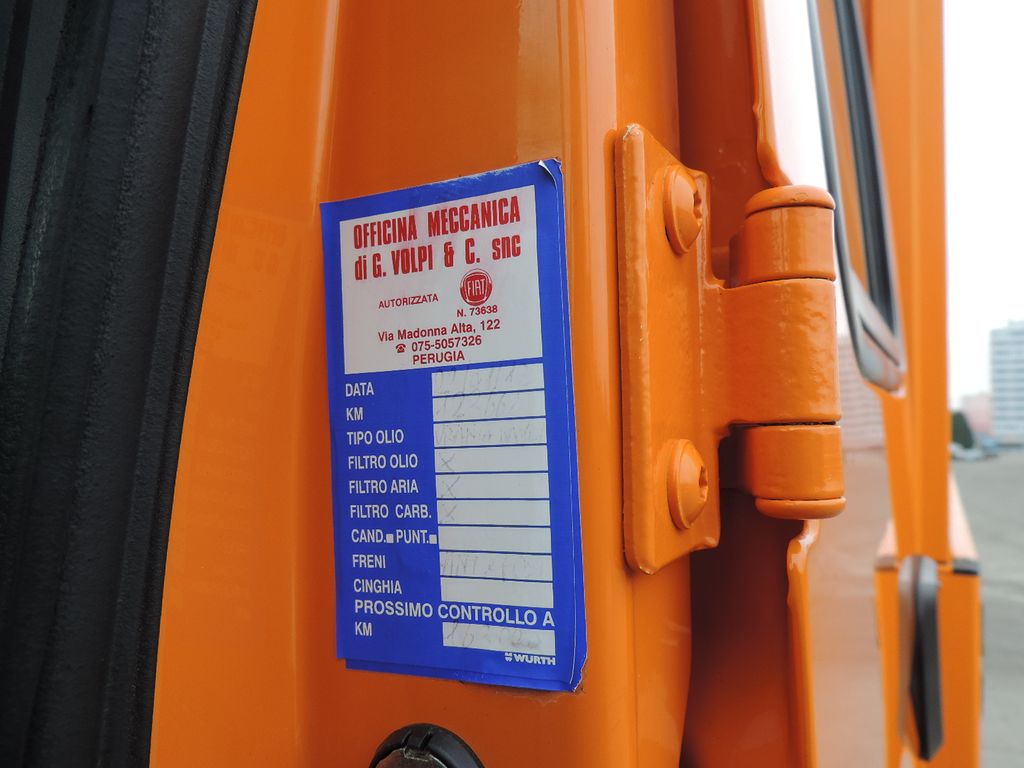 OFFICINA MECCANICA
di G. VOLPI & C. snc
AUTORIZZATA FIAT
N. 73638
Via Madonna Alta, 122
☎ 075-5057326
PERUGIA
DATA
KM
TIPO OLIO
FILTRO OLIO X
FILTRO ARIA X
FILTRO CARB. X
CAND. PUNT.
FRENI
CINGHIA
PROSSIMO CONTROLLO A
KM
WURTH